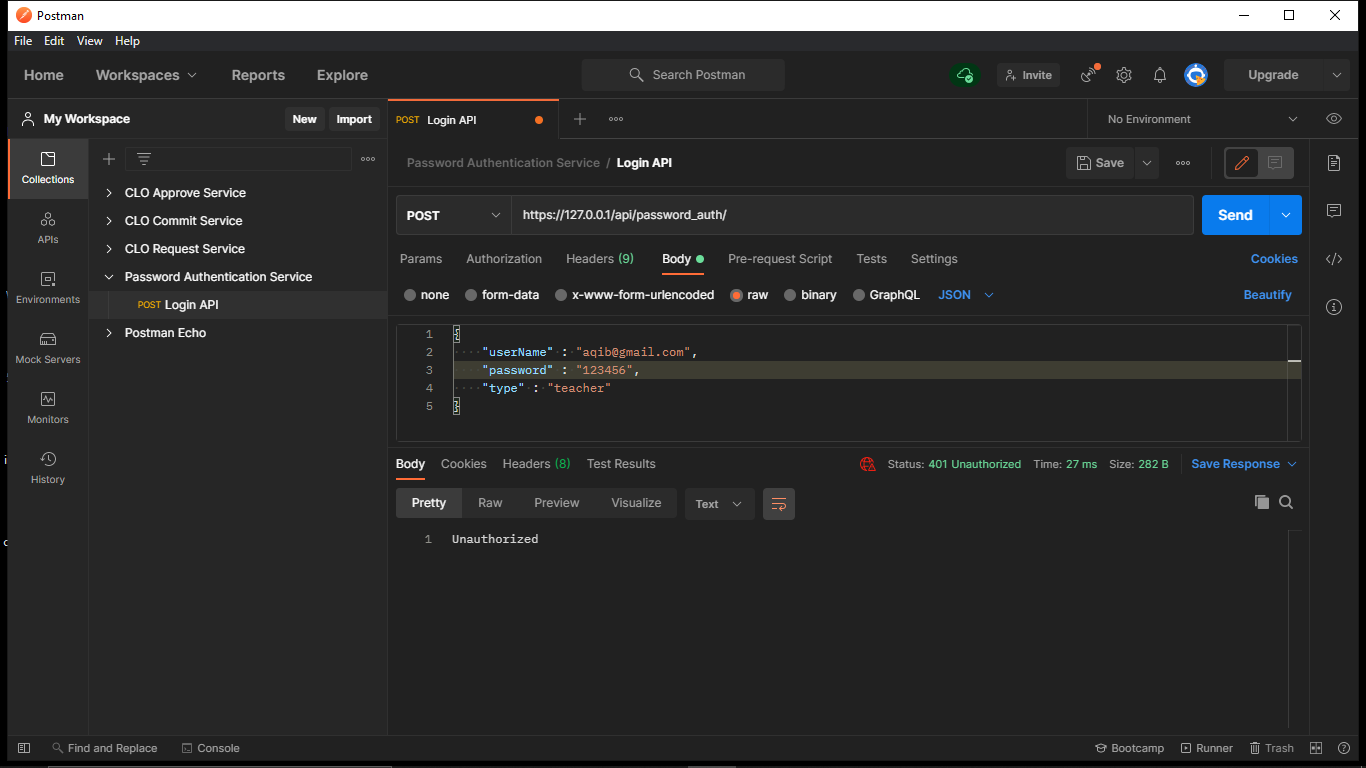 Postman
File Edit View Help
Home Workspaces Reports Explore Search Postman Invite Upgrade
My Workspace New Import POST Login API No Environment
Collections
APIs
Environments
Mock Servers
Monitors
History
CLO Approve Service
CLO Commit Service
CLO Request Service
Password Authentication Service
POST Login API
Postman Echo
Password Authentication Service / Login API Save
POST https://127.0.0.1/api/password_auth/ Send
Params Authorization Headers (9) Body Pre-request Script Tests Settings Cookies
none form-data x-www-form-urlencoded raw binary GraphQL JSON Beautify
1 {
2 "userName" : "aqib@gmail.com",
3 "password" : "123456",
4 "type" : "teacher"
5 }
Body Cookies Headers (8) Test Results Status: 401 Unauthorized Time: 27 ms Size: 282 B Save Response
Pretty Raw Preview Visualize Text
1 Unauthorized
Find and Replace Console Bootcamp Runner Trash